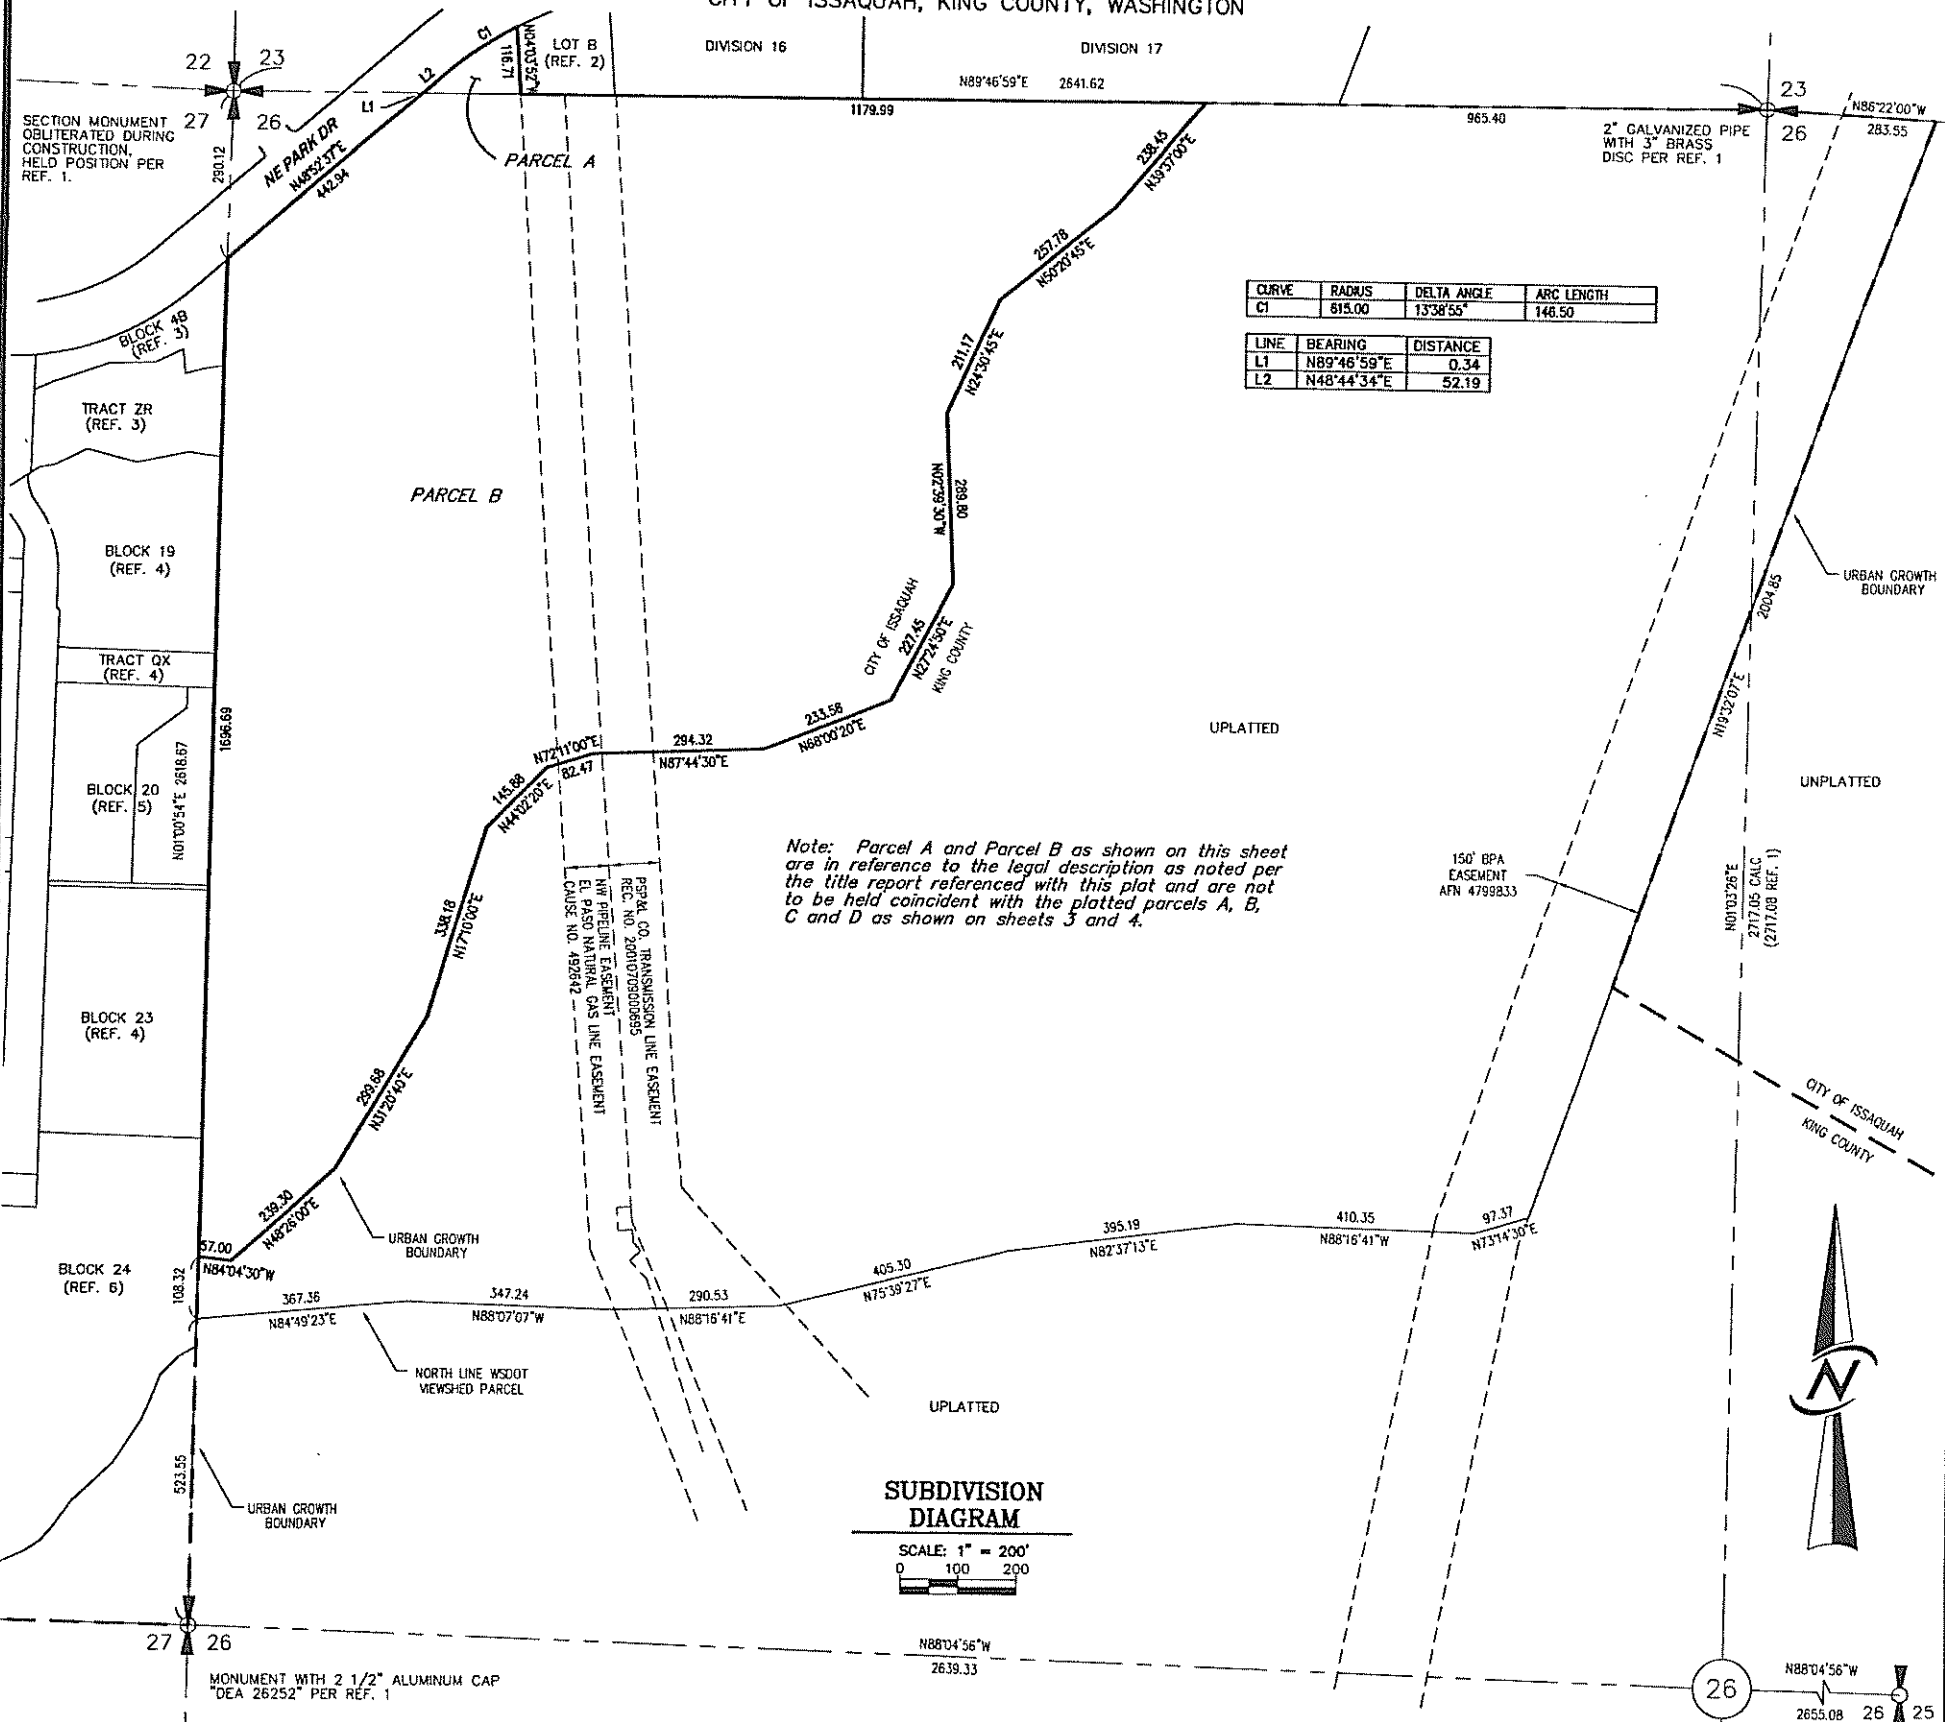 CITY OF ISSAQUAH, KING COUNTY, WASHINGTON
22
23
27
26
SECTION MONUMENT
OBLITERATED DURING
CONSTRUCTION,
HELD POSITION PER
REF. 1.
290.12
NE PARK DR
N48°52'37"E
442.94
L1
L2
C1
N04°03'52"W
116.71
LOT B
(REF. 2)
PARCEL A
DIVISION 16
DIVISION 17
N89°46'59"E 2641.62
1179.99
965.40
23
26
N86°22'00"W
283.55
2" GALVANIZED PIPE
WITH 3" BRASS
DISC PER REF. 1
238.45
N39°37'00"E
257.78
N50°20'45"E
211.17
N24°30'45"E
289.80
N02°39'30"W
CURVE RADIUS DELTA ANGLE ARC LENGTH
C1 615.00 13°38'55" 146.50
LINE BEARING DISTANCE
L1 N89°46'59"E 0.34
L2 N48°44'34"E 52.19
BLOCK 4B
(REF. 3)
TRACT ZR
(REF. 3)
PARCEL B
BLOCK 19
(REF. 4)
TRACT QX
(REF. 4)
BLOCK 20
(REF. 5)
N01°00'54"E 2618.67
1696.69
BLOCK 23
(REF. 4)
BLOCK 24
(REF. 6)
URBAN GROWTH
BOUNDARY
2004.85
N19°32'07"E
CITY OF ISSAQUAH
227.45
N27°24'50"E
KING COUNTY
233.58
N68°00'20"E
294.32
N87°44'30"E
N72°11'00"E
82.47
145.88
N44°02'20"E
338.18
N17°10'00"E
299.68
N31°20'40"E
239.30
N48°26'00"E
57.00
N84°04'30"W
108.32
UPLATTED
UNPLATTED
Note: Parcel A and Parcel B as shown on this sheet
are in reference to the legal description as noted per
the title report referenced with this plat and are not
to be held coincident with the platted parcels A, B,
C and D as shown on sheets 3 and 4.
150' BPA
EASEMENT
AFN 4799833
N01°03'26"E
2717.05 CALC
(2717.08 REF. 1)
PSP&L CO. TRANSMISSION LINE EASEMENT
REC. NO. 20010709000695
NW PIPELINE EASEMENT
EL PASO NATURAL GAS LINE EASEMENT
CAUSE NO. 492642
CITY OF ISSAQUAH
KING COUNTY
URBAN GROWTH
BOUNDARY
367.36
N84°49'23"E
347.24
N88°07'07"W
290.53
N88°16'41"E
405.30
N75°39'27"E
395.19
N82°37'13"E
410.35
N88°16'41"W
97.37
N73°14'30"E
NORTH LINE WSDOT
VIEWSHED PARCEL
UPLATTED
523.55
URBAN GROWTH
BOUNDARY
SUBDIVISION
DIAGRAM
SCALE: 1" = 200'
0 100 200
N
27 26
MONUMENT WITH 2 1/2" ALUMINUM CAP
"DEA 26252" PER REF. 1
N88°04'56"W
2639.33
26
N88°04'56"W
2655.08
26 25